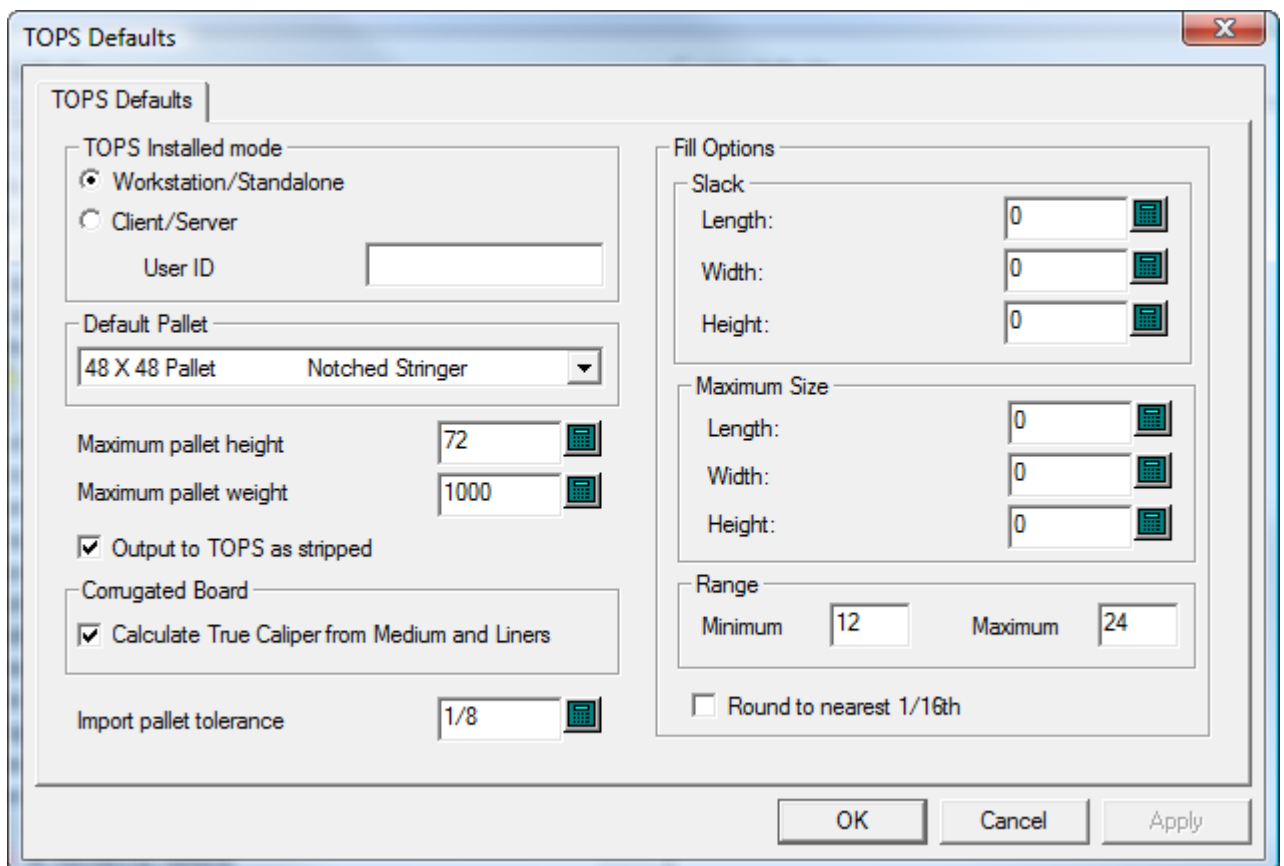 TOPS Defaults
TOPS Defaults
TOPS Installed mode
Workstation/Standalone
Client/Server
User ID
Default Pallet
48 X 48 Pallet Notched Stringer
Maximum pallet height 72
Maximum pallet weight 1000
Output to TOPS as stripped
Corrugated Board
Calculate True Caliper from Medium and Liners
Import pallet tolerance 1/8
Fill Options
Slack
Length: 0
Width: 0
Height: 0
Maximum Size
Length: 0
Width: 0
Height: 0
Range
Minimum 12 Maximum 24
Round to nearest 1/16th
OK Cancel Apply